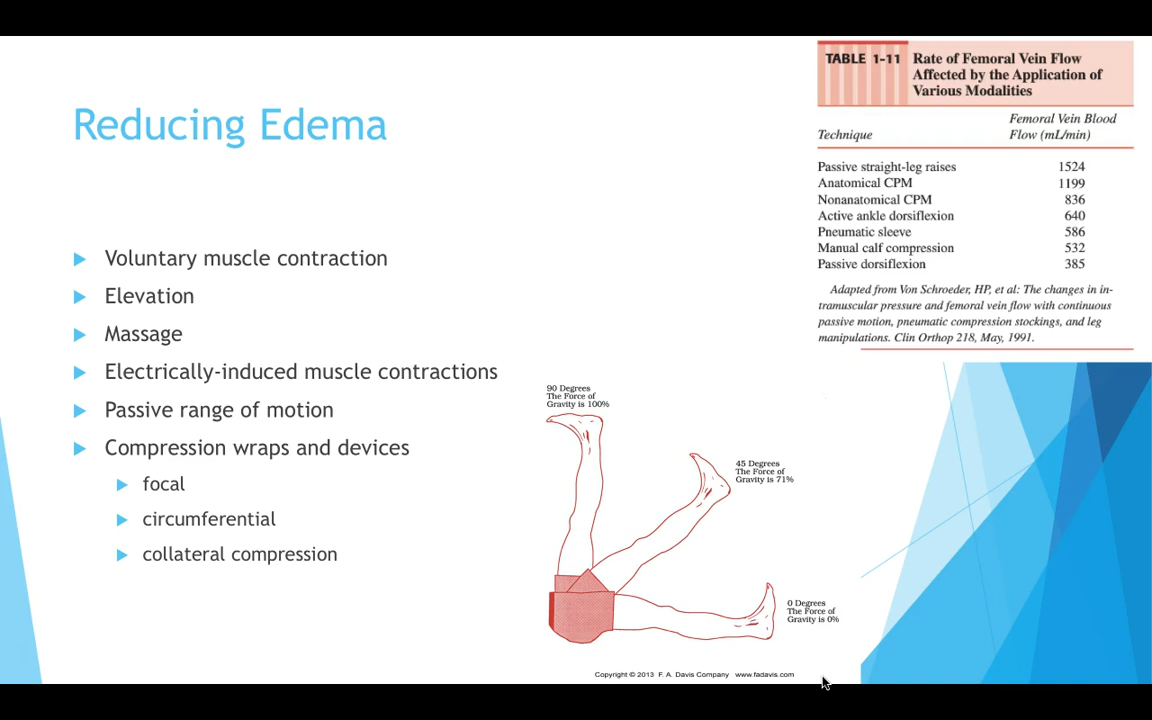 Reducing Edema
Voluntary muscle contraction
Elevation
Massage
Electrically-induced muscle contractions
Passive range of motion
Compression wraps and devices
focal
circumferential
collateral compression
TABLE 1-11 Rate of Femoral Vein Flow
Affected by the Application of
Various Modalities
Femoral Vein Blood
Technique Flow (mL/min)
Passive straight-leg raises 1524
Anatomical CPM 1199
Nonanatomical CPM 836
Active ankle dorsiflexion 640
Pneumatic sleeve 586
Manual calf compression 532
Passive dorsiflexion 385
Adapted from Von Schroeder, HP, et al: The changes in in-
tramuscular pressure and femoral vein flow with continuous
passive motion, pneumatic compression stockings, and leg
manipulations. Clin Orthop 218, May, 1991.
90 Degrees
The Force of
Gravity is 100%
45 Degrees
The Force of
Gravity is 71%
0 Degrees
The Force of
Gravity is 0%
Copyright © 2013 F. A. Davis Company www.fadavis.com